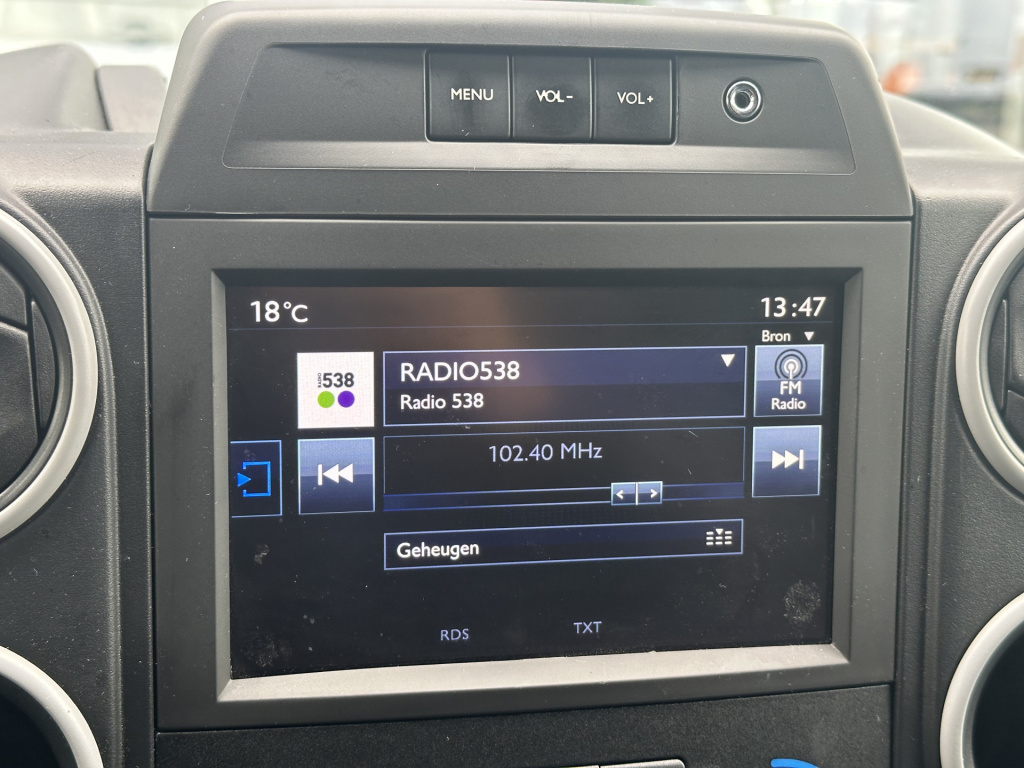 MENU VOL- VOL+
18°C 13:47
Bron
RADIO 538
RADIO538
Radio 538
FM
Radio
102.40 MHz
Geheugen
RDS TXT